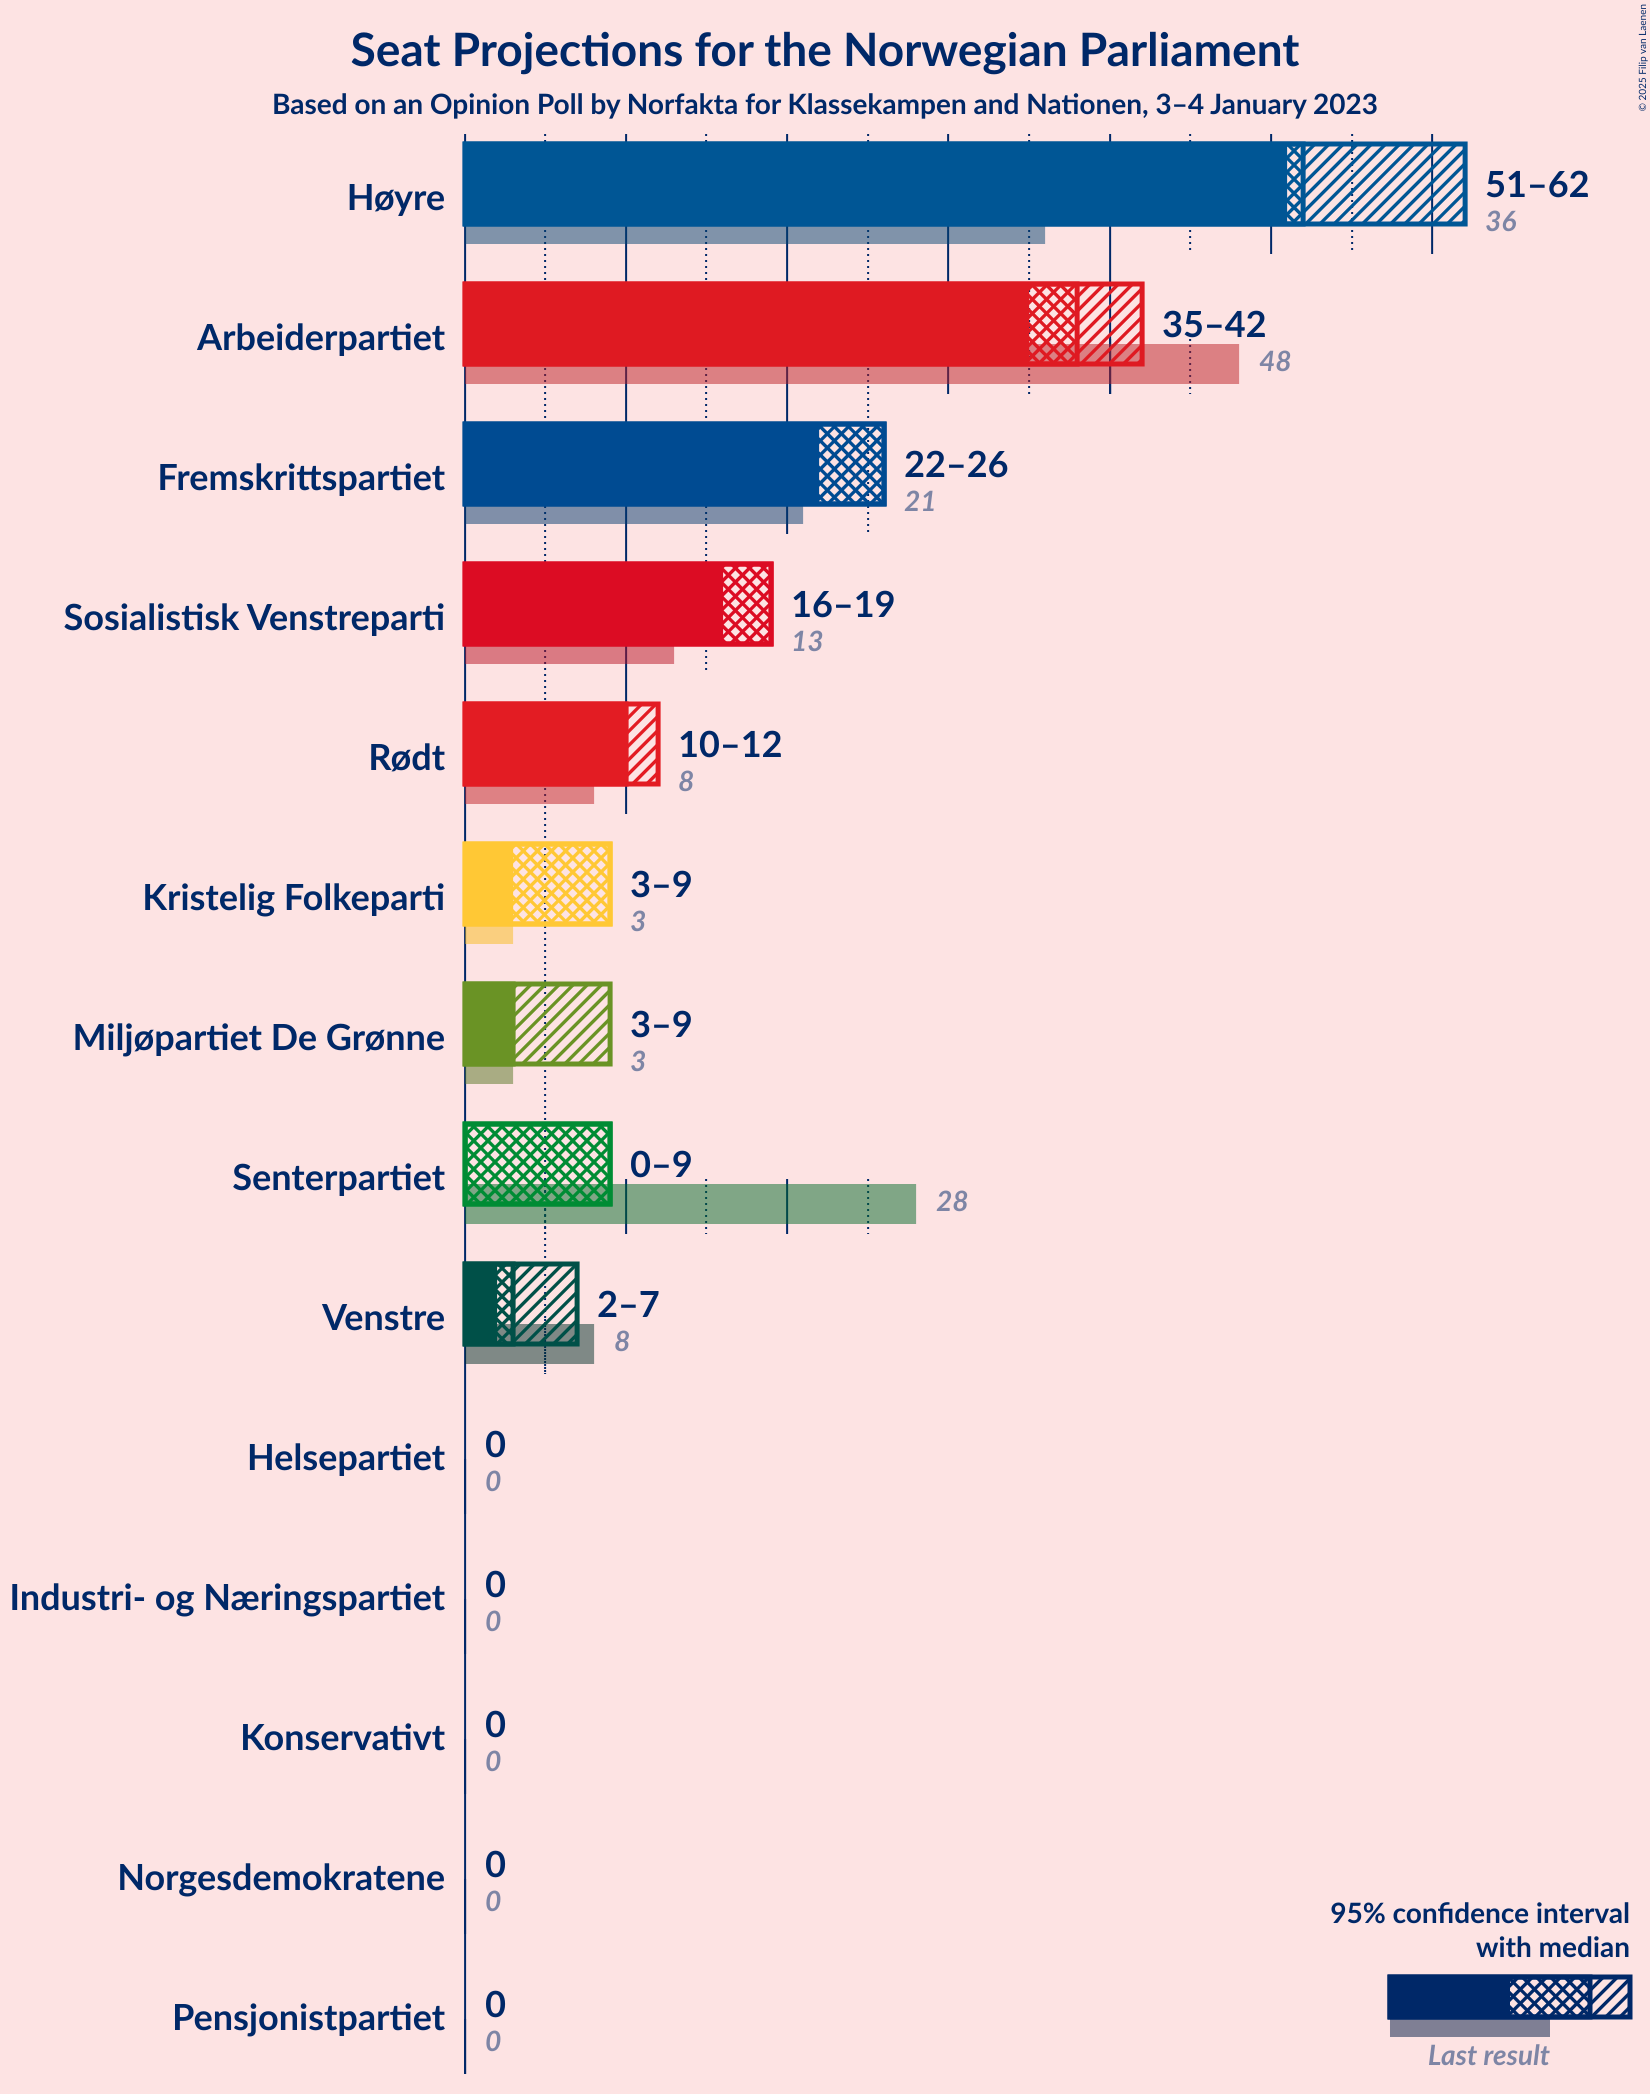 Seat Projections for the Norwegian Parliament
Based on an Opinion Poll by Norfakta for Klassekampen and Nationen, 3–4 January 2023
© 2025 Filip van Laenen
Høyre
51–62
36
Arbeiderpartiet
35–42
48
Fremskrittspartiet
22–26
21
Sosialistisk Venstreparti
16–19
13
Rødt
10–12
8
Kristelig Folkeparti
3–9
3
Miljøpartiet De Grønne
3–9
3
Senterpartiet
0–9
28
Venstre
2–7
8
Helsepartiet
0
0
Industri- og Næringspartiet
0
0
Konservativt
0
0
Norgesdemokratene
0
0
Pensjonistpartiet
0
0
95% confidence interval
with median
Last result